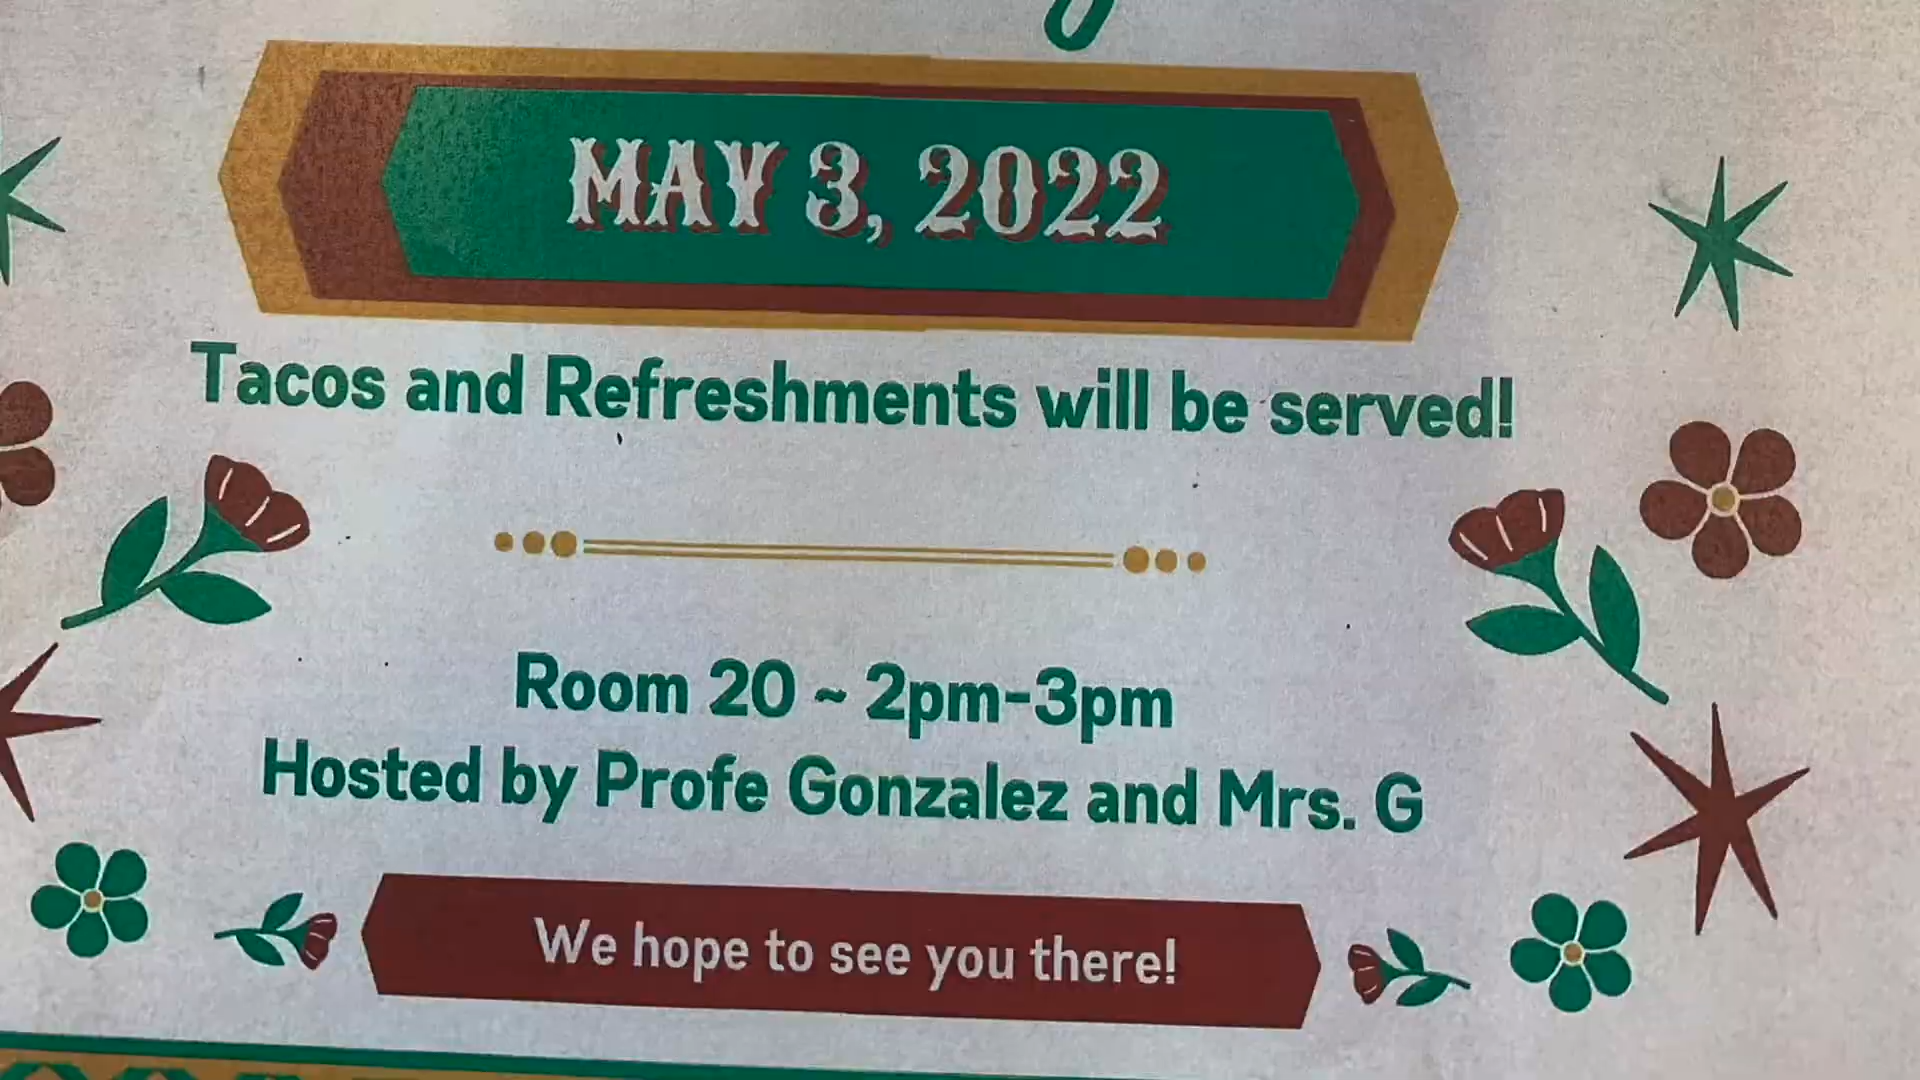 MAY 3, 2022
Tacos and Refreshments will be served!
Room 20 ~ 2pm-3pm
Hosted by Profe Gonzalez and Mrs. G
We hope to see you there!